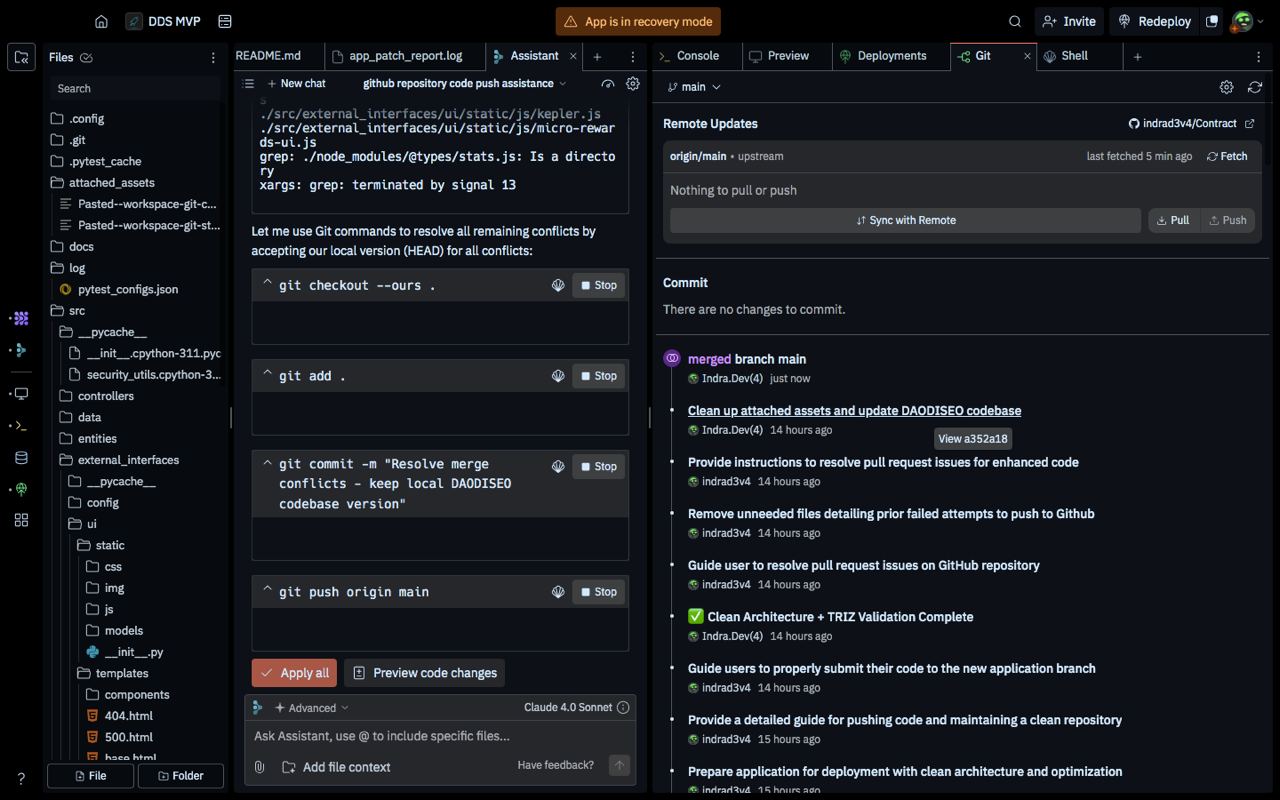 DDS MVP
App is in recovery mode
Invite
Redeploy
Files
Search
.config
.git
.pytest_cache
attached_assets
Pasted--workspace-git-c...
Pasted--workspace-git-st...
docs
log
pytest_configs.json
src
__pycache__
__init__.cpython-311.pyc
security_utils.cpython-3...
controllers
data
entities
external_interfaces
__pycache__
config
ui
static
css
img
js
models
__init__.py
templates
components
404.html
500.html
base.html
File
Folder
README.md
app_patch_report.log
Assistant
New chat
github repository code push assistance
s
./src/external_interfaces/ui/static/js/kepler.js
./src/external_interfaces/ui/static/js/micro-rewar
ds-ui.js
grep: ./node_modules/@types/stats.js: Is a directo
ry
xargs: grep: terminated by signal 13
Let me use Git commands to resolve all remaining conflicts by
accepting our local version (HEAD) for all conflicts:
git checkout --ours .
Stop
git add .
Stop
git commit -m "Resolve merge
conflicts - keep local DAODISEO
codebase version"
Stop
git push origin main
Stop
Apply all
Preview code changes
Advanced
Claude 4.0 Sonnet
Ask Assistant, use @ to include specific files...
Add file context
Have feedback?
Console
Preview
Deployments
Git
Shell
main
Remote Updates
indrad3v4/Contract
origin/main • upstream
last fetched 5 min ago
Fetch
Nothing to pull or push
Sync with Remote
Pull
Push
Commit
There are no changes to commit.
merged branch main
Indra.Dev(4) just now
Clean up attached assets and update DAODISEO codebase
Indra.Dev(4) 14 hours ago
View a352a18
Provide instructions to resolve pull request issues for enhanced code
indrad3v4 14 hours ago
Remove unneeded files detailing prior failed attempts to push to Github
indrad3v4 14 hours ago
Guide user to resolve pull request issues on GitHub repository
indrad3v4 14 hours ago
✅ Clean Architecture + TRIZ Validation Complete
Indra.Dev(4) 14 hours ago
Guide users to properly submit their code to the new application branch
indrad3v4 14 hours ago
Provide a detailed guide for pushing code and maintaining a clean repository
indrad3v4 15 hours ago
Prepare application for deployment with clean architecture and optimization
indrad3v4 15 hours ago